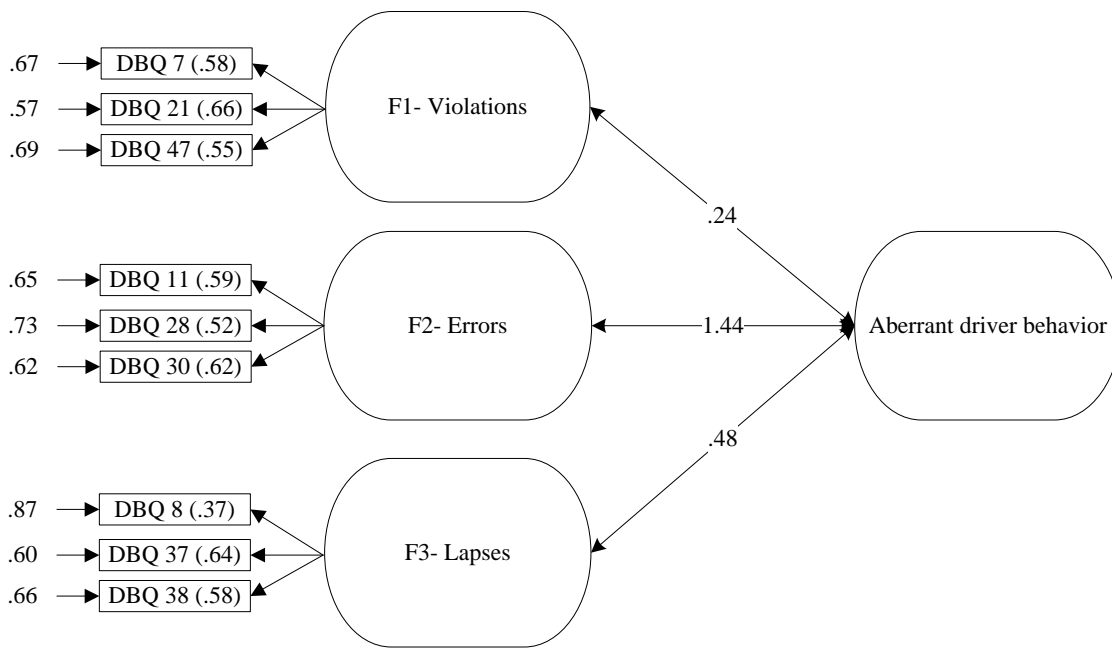 .67
DBQ 7 (.58)
.57
DBQ 21 (.66)
.69
DBQ 47 (.55)
F1- Violations
.24
.65
DBQ 11 (.59)
.73
DBQ 28 (.52)
.62
DBQ 30 (.62)
F2- Errors
1.44
Aberrant driver behavior
.48
.87
DBQ 8 (.37)
.60
DBQ 37 (.64)
.66
DBQ 38 (.58)
F3- Lapses